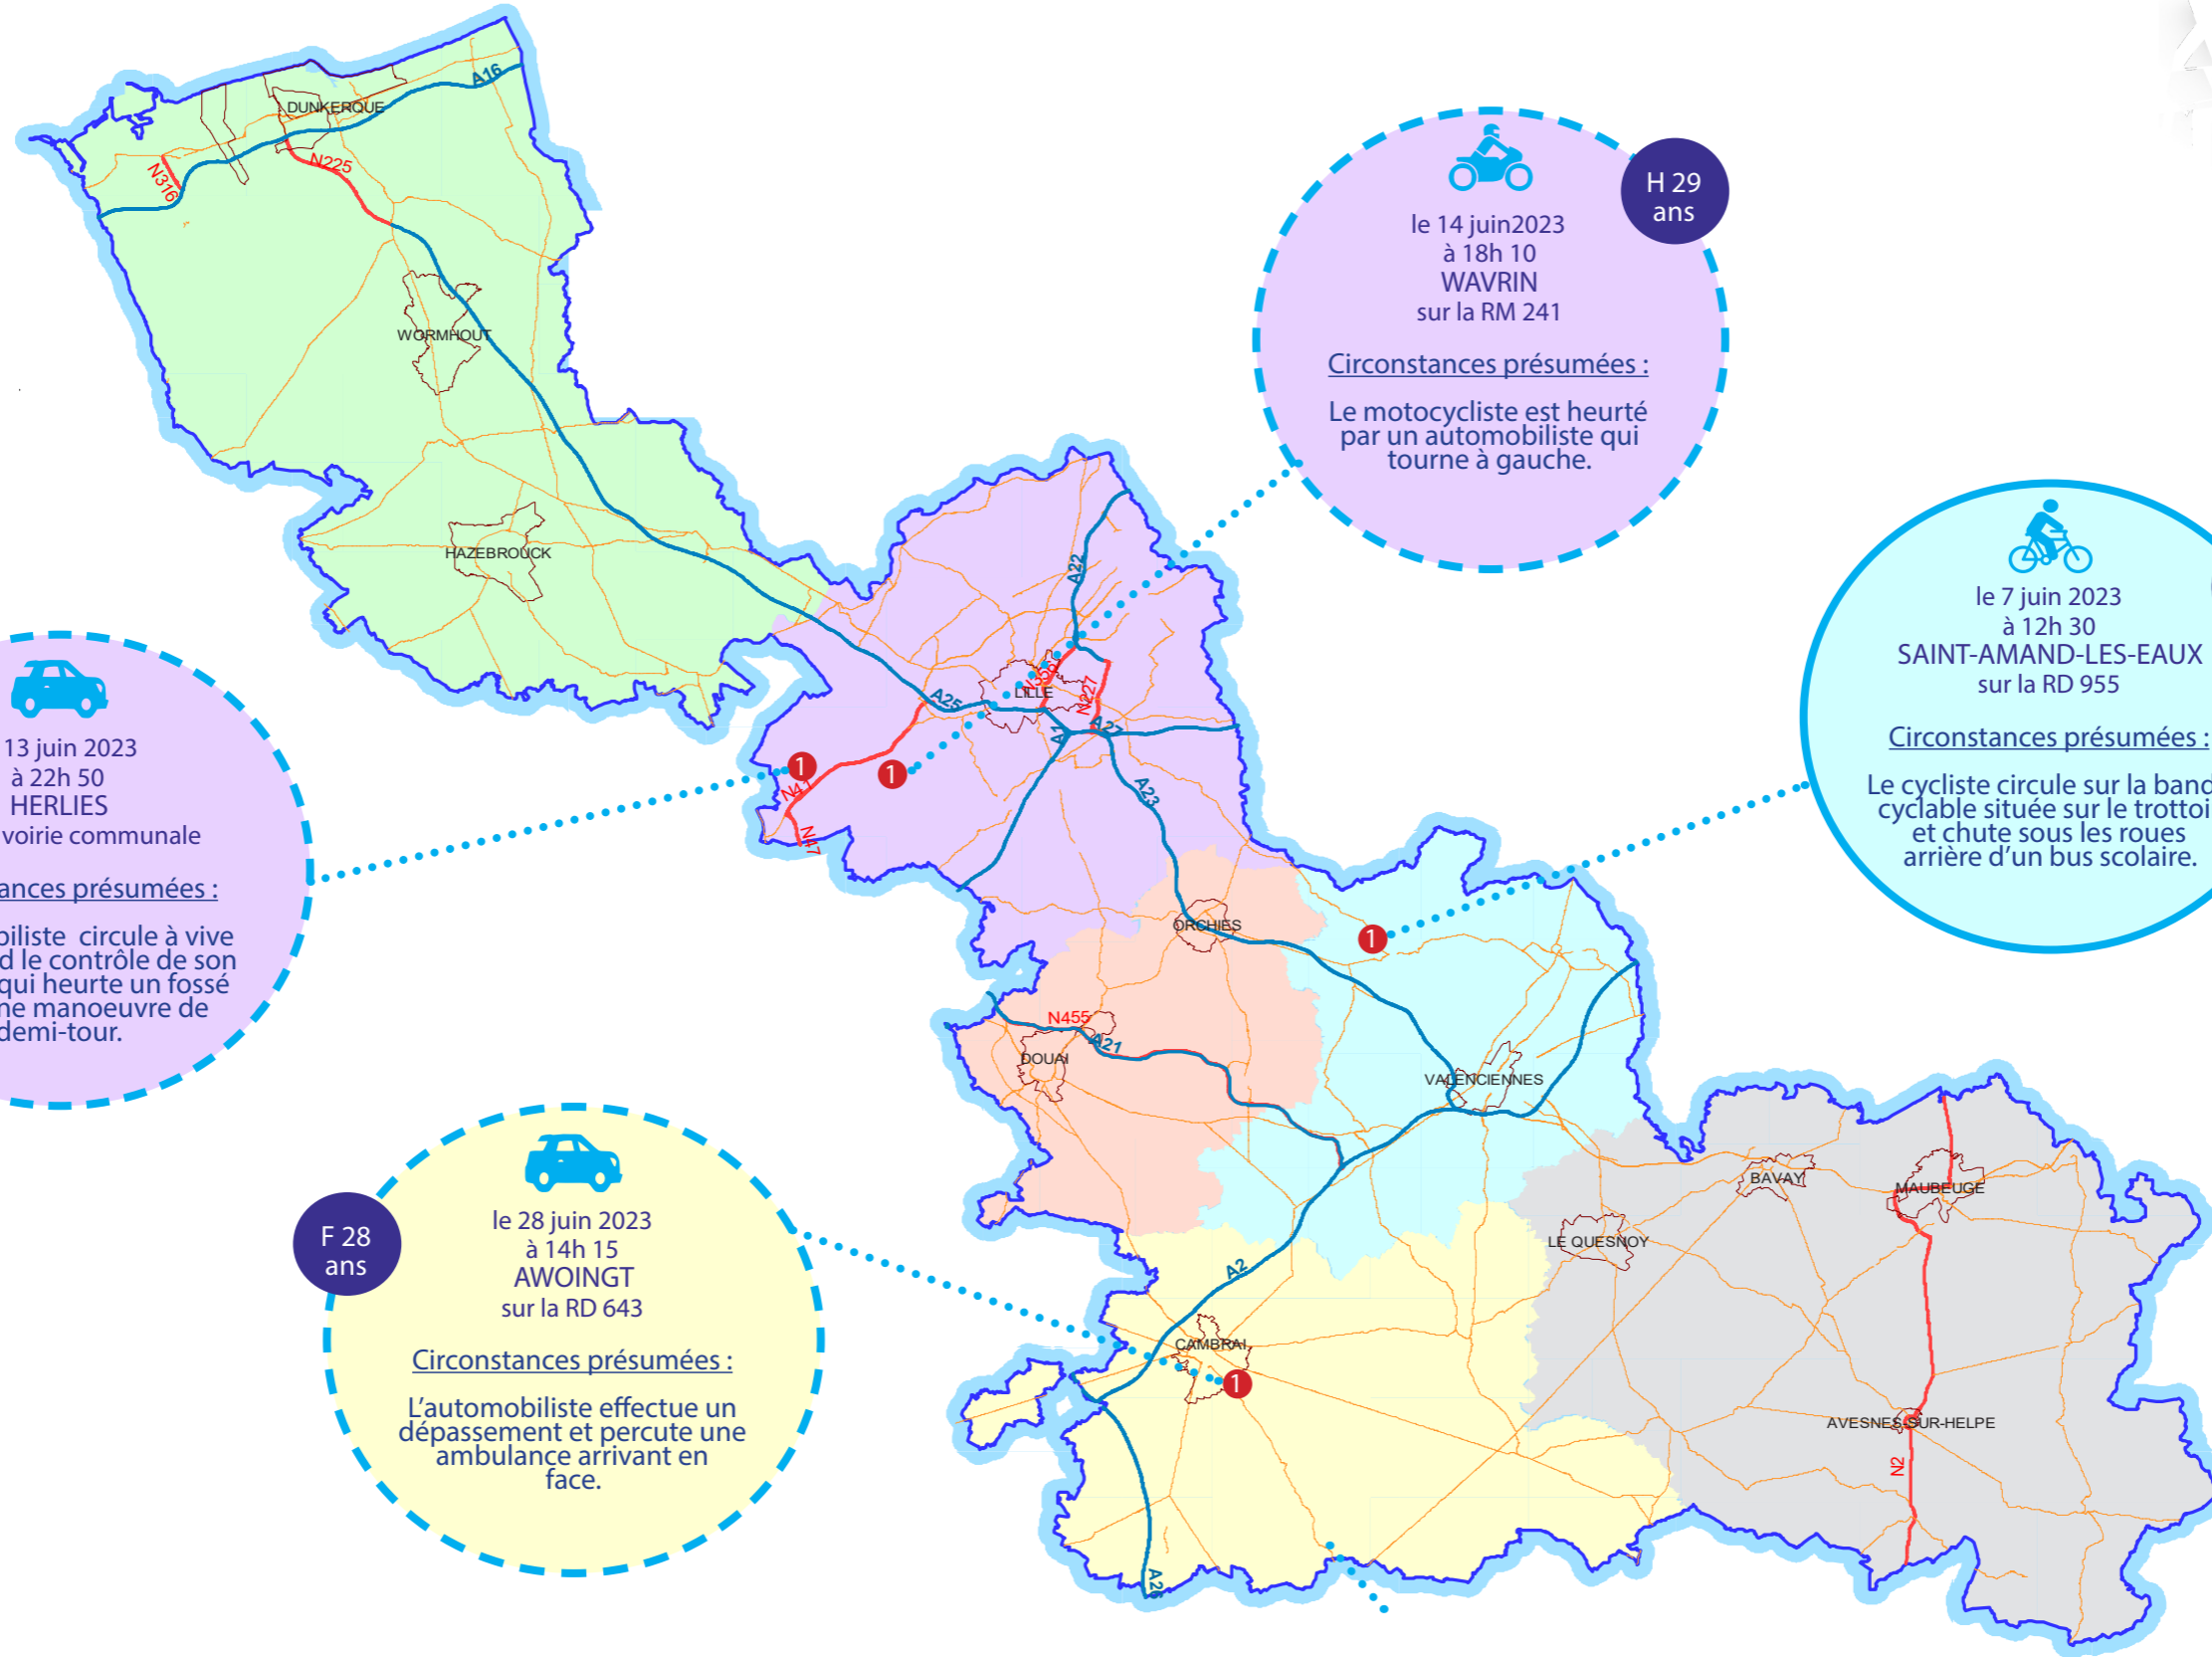 A16
DUNKERQUE
N316
N225
WORMHOUT
HAZEBROUCK
H 29
ans
le 14 juin2023
à 18h 10
WAVRIN
sur la RM 241
Circonstances présumées :
Le motocycliste est heurté
par un automobiliste qui
tourne à gauche.
le 7 juin 2023
à 12h 30
SAINT-AMAND-LES-EAUX
sur la RD 955
Circonstances présumées :
Le cycliste circule sur la band
cyclable située sur le trottoi
et chute sous les roues
arrière d'un bus scolaire.
13 juin 2023
à 22h 50
HERLIES
voirie communale
ances présumées :
biliste circule à vive
d le contrôle de son
qui heurte un fossé
ne manoeuvre de
demi-tour.
A22
LILLE
N227
A25
A27
A1
1
1
N41
N47
A23
ORCHIES
1
N455
A21
DOUAI
VALENCIENNES
BAVAY
MAUBEUGE
LE QUESNOY
F 28
ans
le 28 juin 2023
à 14h 15
AWOINGT
sur la RD 643
Circonstances présumées :
L'automobiliste effectue un
dépassement et percute une
ambulance arrivant en
face.
A2
CAMBRAI
1
AVESNES-SUR-HELPE
N2
A26